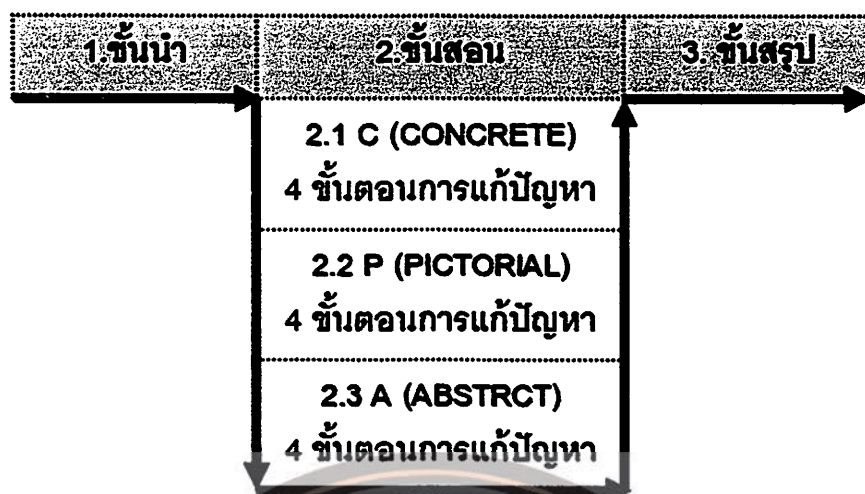 1.ขั้นนำ
2.ขั้นสอน
3. ขั้นสรุป
2.1 C (CONCRETE)
4 ขั้นตอนการแก้ปัญหา
2.2 P (PICTORIAL)
4 ขั้นตอนการแก้ปัญหา
2.3 A (ABSTRCT)
4 ขั้นตอนการแก้ปัญหา